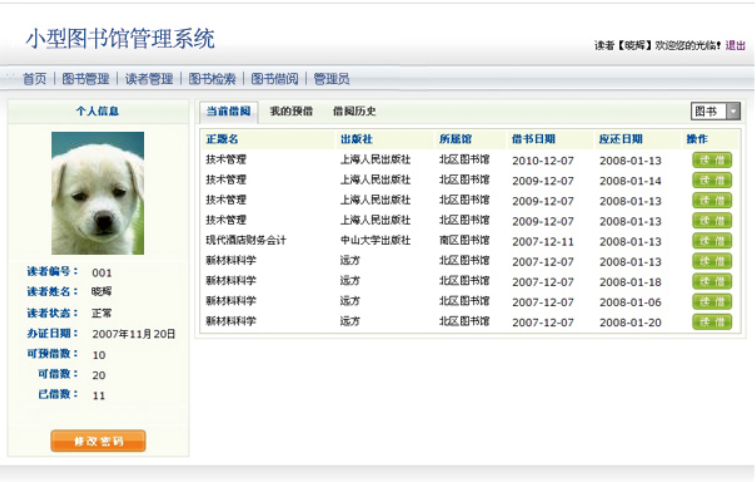 小型图书馆管理系统
读者【晓辉】欢迎您的光临! 退出
首页 | 图书管理 | 读者管理 | 图书检索 | 图书借阅 | 管理员
个人信息
读者编号： 001
读者姓名： 晓辉
读者状态： 正常
办证日期： 2007年11月20日
可预借数： 10
可借数： 20
已借数： 11
修改密码
当前借阅 我的预借 借阅历史 图书
正题名 出版社 所属馆 借书日期 应还日期 操作
技术管理 上海人民出版社 北区图书馆 2010-12-07 2008-01-13 续 借
技术管理 上海人民出版社 北区图书馆 2009-12-07 2008-01-14 续 借
技术管理 上海人民出版社 北区图书馆 2009-12-07 2008-01-13 续 借
技术管理 上海人民出版社 北区图书馆 2009-12-07 2008-01-13 续 借
现代酒店财务会计 中山大学出版社 南区图书馆 2007-12-11 2008-01-13 续 借
新材料科学 远方 北区图书馆 2007-12-07 2008-01-13 续 借
新材料科学 远方 北区图书馆 2007-12-07 2008-01-18 续 借
新材料科学 远方 北区图书馆 2007-12-07 2008-01-06 续 借
新材料科学 远方 北区图书馆 2007-12-07 2008-01-20 续 借